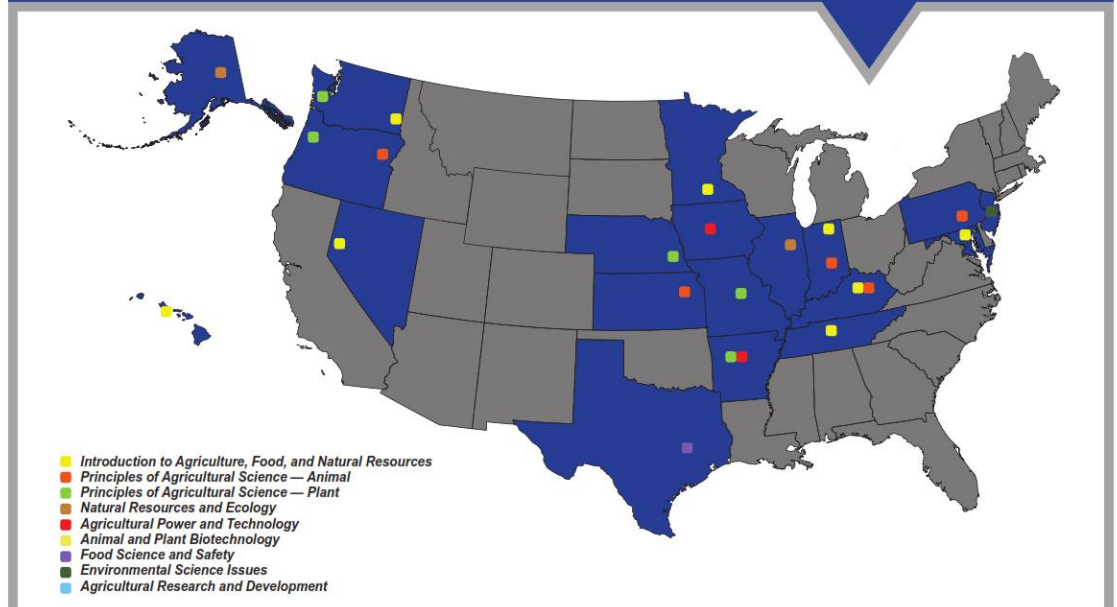 Introduction to Agriculture, Food, and Natural Resources
Principles of Agricultural Science — Animal
Principles of Agricultural Science — Plant
Natural Resources and Ecology
Agricultural Power and Technology
Animal and Plant Biotechnology
Food Science and Safety
Environmental Science Issues
Agricultural Research and Development